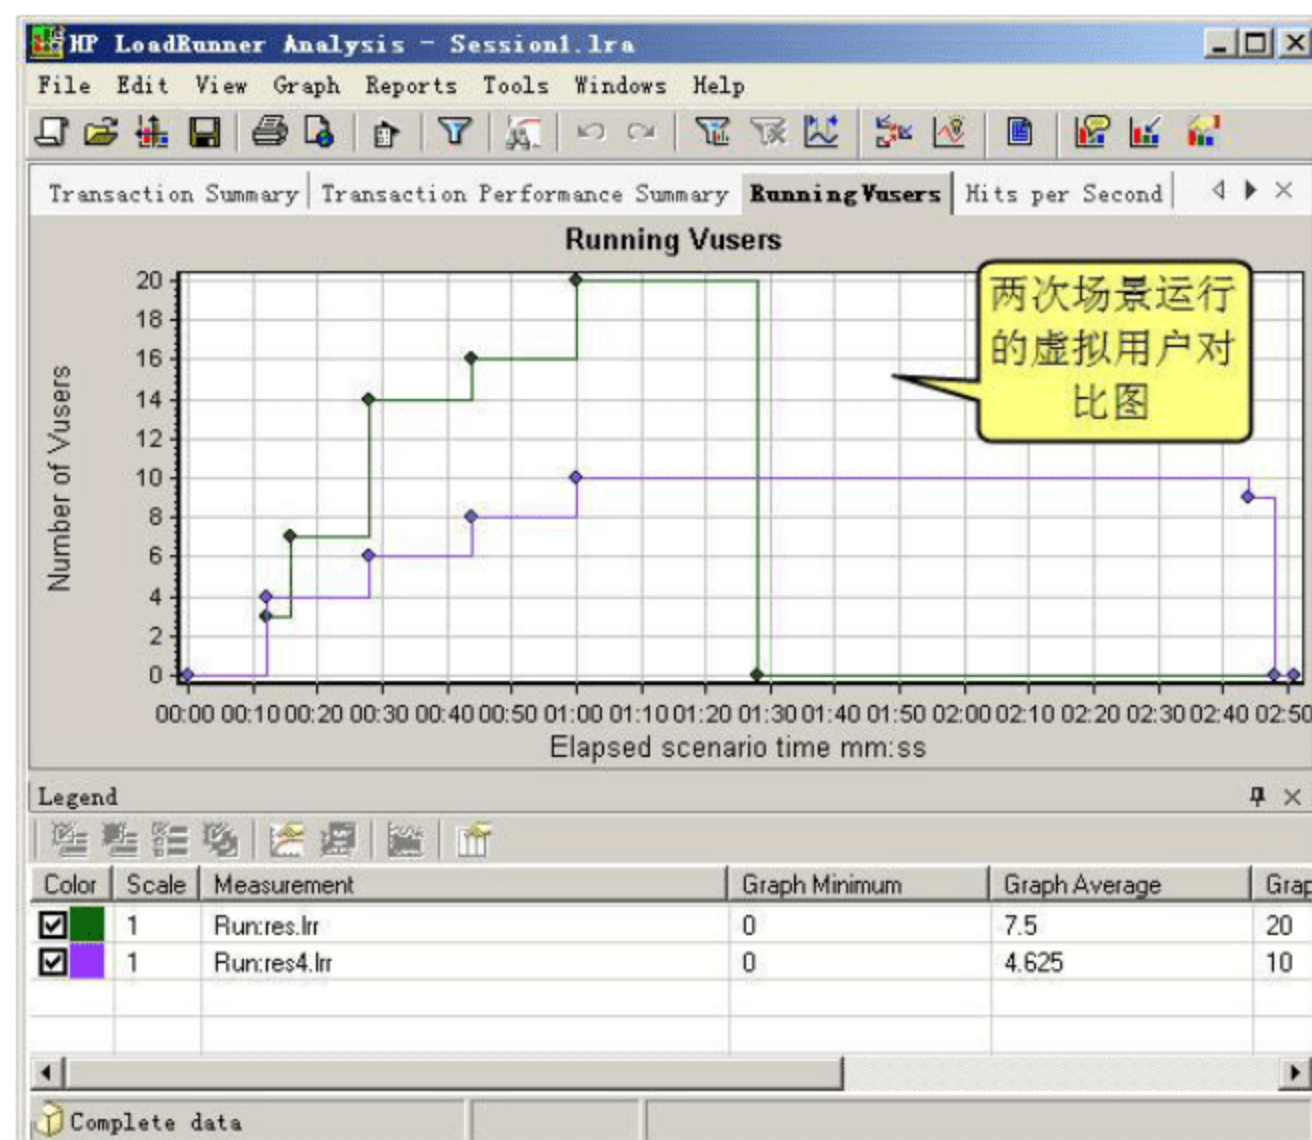 HP LoadRunner Analysis - Session1.lra
File Edit View Graph Reports Tools Windows Help
Transaction Summary Transaction Performance Summary Running Vusers Hits per Second
Running Vusers
两次场景运行
的虚拟用户对
比图
Number of Vusers
20
18
16
14
12
10
8
6
4
2
0
00:00 00:10 00:20 00:30 00:40 00:50 01:00 01:10 01:20 01:30 01:40 01:50 02:00 02:10 02:20 02:30 02:40 02:50
Elapsed scenario time mm:ss
Legend
Color Scale Measurement Graph Minimum Graph Average Grap
1 Run:res.lrr 0 7.5 20
1 Run:res4.lrr 0 4.625 10
Complete data